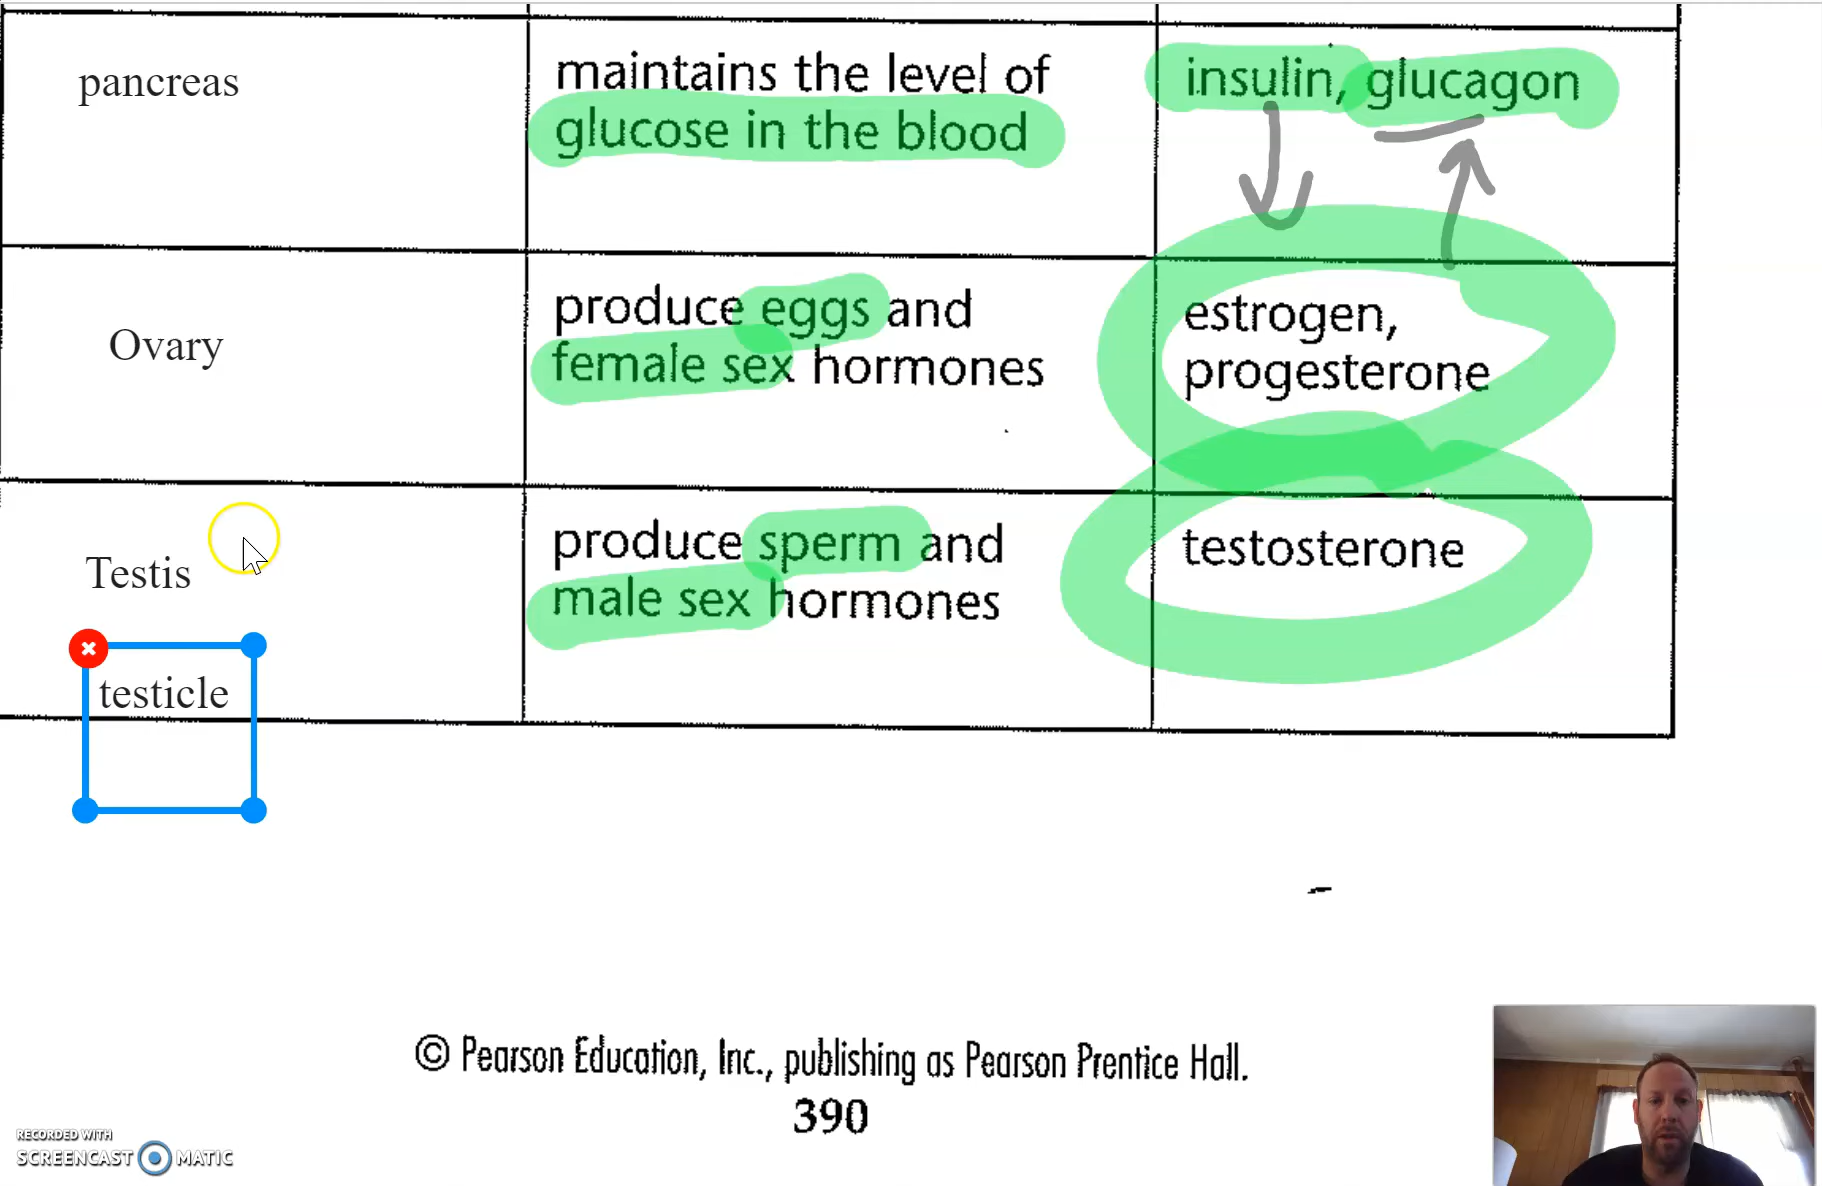 pancreas
maintains the level of
glucose in the blood
insulin, glucagon
Ovary
produce eggs and
female sex hormones
estrogen,
progesterone
Testis
testicle
produce sperm and
male sex hormones
testosterone
© Pearson Education, Inc., publishing as Pearson Prentice Hall.
390
RECORDED WITH
SCREENCAST MATIC